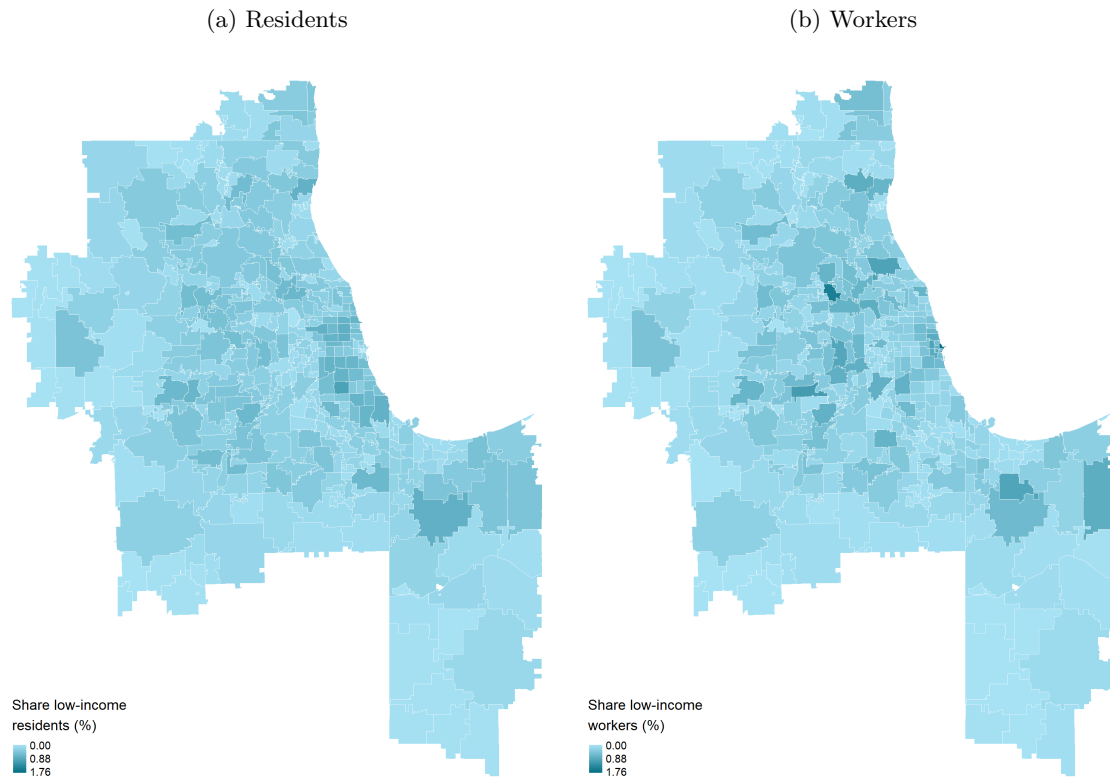 (a) Residents
(b) Workers
Share low-income
residents (%)
0.00
0.88
1.76
Share low-income
workers (%)
0.00
0.88
1.76